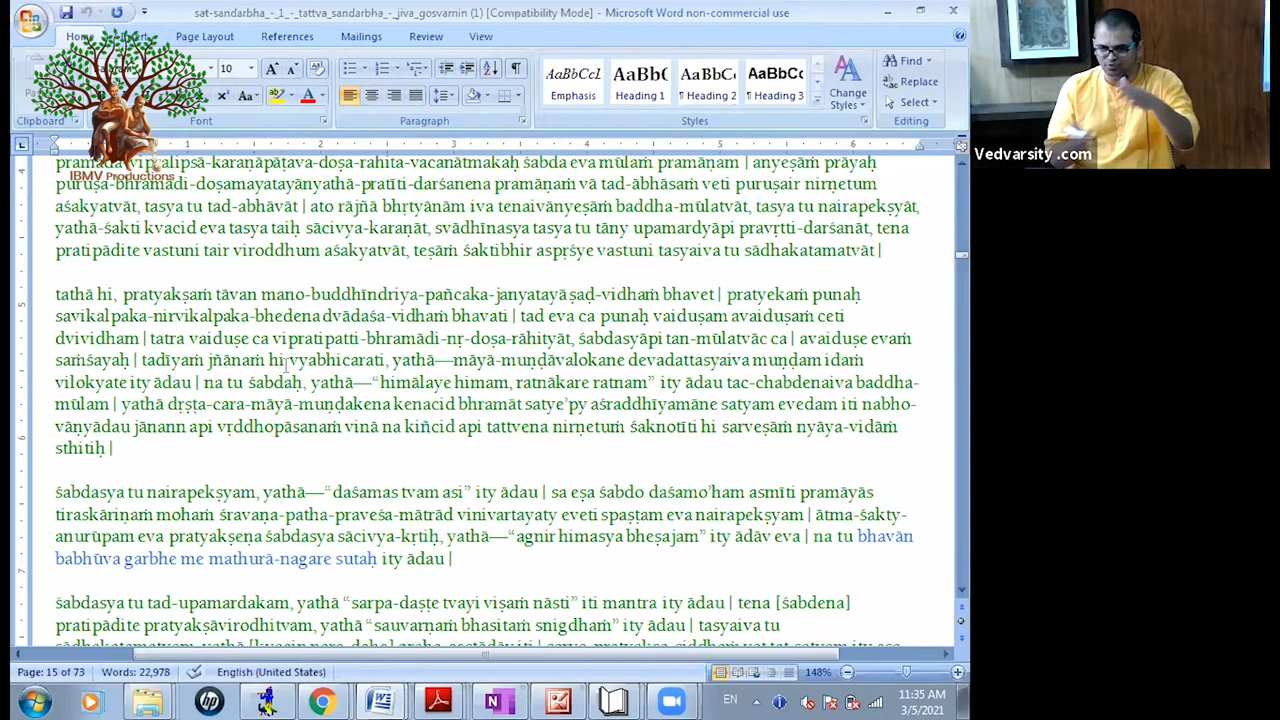 sat-sandarbha_-_1_-_tattva_sandarbha_-_jiva_gosvami (1) [Compatibility Mode] - Microsoft Word non-commercial use
Home Insert Page Layout References Mailings Review View
10
Find
AaBbCcI AaBbC AaBbCc AaBbCc
Replace
Emphasis Heading 1 ¶ Heading 2 ¶ Heading 3 Change Styles Select
Clipboard Font Paragraph Styles Editing
Vedvarsity .com
IBMV Productions
pramāda vipralipsā-karaṇāpāṭava-doṣa-rahita-vacanātmakaḥ śabda eva mūlaṁ pramāṇam | anyeṣāṁ prāyaḥ
puruṣa-bhramādi-doṣamayatayānyathā-pratīti-darśanena pramāṇaṁ vā tad-ābhāsaṁ veti puruṣair nirṇetum
aśakyatvāt, tasya tu tad-abhāvāt | ato rājñā bhṛtyānām iva tenaivānyeṣāṁ baddha-mūlatvāt, tasya tu nairapekṣyāt,
yathā-śakti kvacid eva tasya taiḥ sācivya-karaṇāt, svādhīnasya tasya tu tāny upamardyāpi pravṛtti-darśanāt, tena
pratipādite vastuni tair viroddhum aśakyatvāt, teṣāṁ śaktibhir aspṛśye vastuni tasyaiva tu sādhakatamatvāt |
tathā hi, pratyakṣaṁ tāvan mano-buddhīndriya-pañcaka-janyatayā ṣaḍ-vidhaṁ bhavet | pratyekaṁ punaḥ
savikalpaka-nirvikalpaka-bhedena dvādaśa-vidhaṁ bhavati | tad eva ca punaḥ vaiduṣam avaiduṣaṁ ceti
dvividham | tatra vaiduṣe ca vipratipatti-bhramādi-nṛ-doṣa-rāhityāt, śabdasyāpi tan-mūlatvāc ca | avaiduṣe evaṁ
saṁśayaḥ | tadīyaṁ jñānaṁ hi vyabhicarati, yathā—māyā-muṇḍāvalokane devadattasyaiva muṇḍam idaṁ
vilokyate ity ādau | na tu śabdaḥ, yathā—“himālaye himam, ratnākare ratnam” ity ādau tac-chabdenaiva baddha-
mūlam | yathā dṛṣṭa-cara-māyā-muṇḍakena kenacid bhramāt satye’py aśraddhīyamāne satyam evedam iti nabho-
vāṇyādau jānann api vṛddhopāsanaṁ vinā na kiñcid api tattvena nirṇetuṁ śaknotīti hi sarveṣāṁ nyāya-vidāṁ
sthitiḥ |
śabdasya tu nairapekṣyam, yathā—“daśamas tvam asi” ity ādau | sa eṣa śabdo daśamo’ham asmīti pramāyās
tiraskāriṇaṁ mohaṁ śravaṇa-patha-praveśa-mātrād vinivartayaty eveti spaṣṭam eva nairapekṣyam | ātma-śakty-
anurūpam eva pratyakṣeṇa śabdasya sācivya-kṛtiḥ, yathā—“agnir himasya bheṣajam” ity ādāv eva | na tu bhavān
babhūva garbhe me mathurā-nagare sutaḥ ity ādau |
śabdasya tu tad-upamardakam, yathā “sarpa-daṣṭe tvayi viṣaṁ nāsti” iti mantra ity ādau | tena [śabdena]
pratipādite pratyakṣāvirodhitvam, yathā “sauvarṇaṁ bhasitaṁ snigdham” ity ādau | tasyaiva tu
Page: 15 of 73 Words: 22,978 English (United States) 148%
EN 11:35 AM
3/5/2021